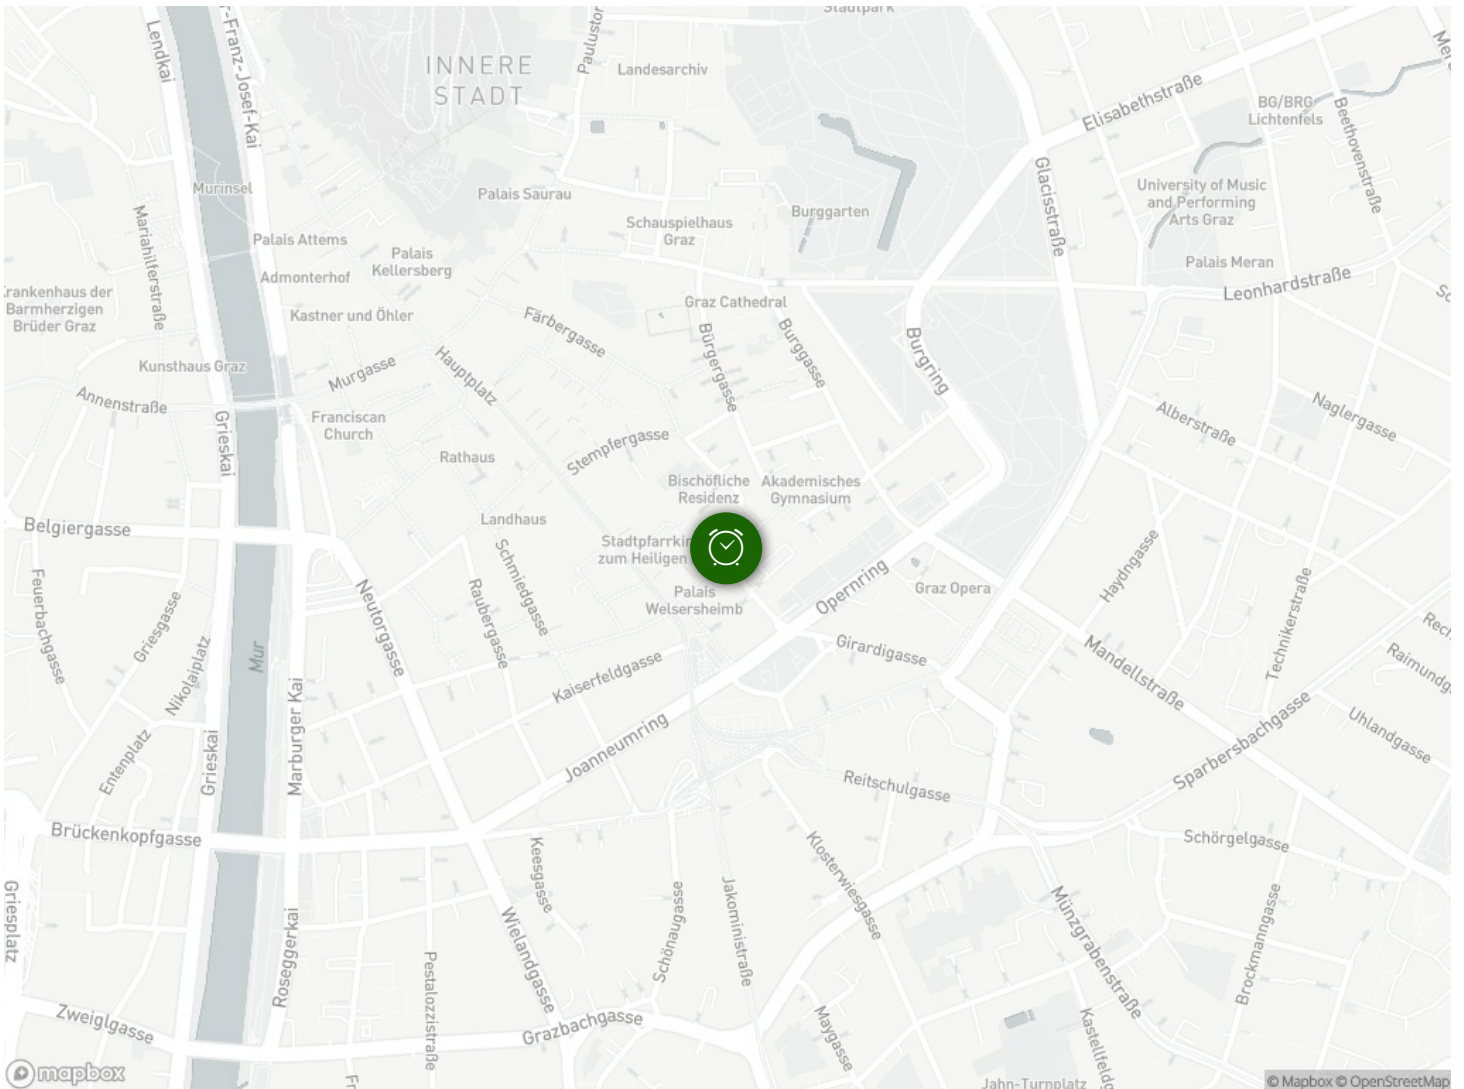 Lendkai
r-Franz-Josef-Kai
Paulustor
Stadtpark
INNERE
STADT
Landesarchiv
Elisabethstraße
BG/BRG
Lichtenfels
Beethovenstraße
Murinsel
Palais Saurau
Burggarten
Glacisstraße
University of Music
and Performing
Arts Graz
Mariahilferstraße
Palais Attems
Schauspielhaus
Graz
Palais
Kellersberg
Palais Meran
Admonterhof
Leonhardstraße
Krankenhaus der
Barmherzigen
Brüder Graz
Kastner und Öhler
Färbergasse
Graz Cathedral
Bürgergasse
Burggasse
Burgring
Kunsthaus Graz
Murgasse
Hauptplatz
Annenstraße
Grieskai
Franciscan
Church
Stempfergasse
Alberstraße
Naglergasse
Rathaus
Bischöfliche
Residenz
Akademisches
Gymnasium
Belgiergasse
Landhaus
Schmiedgasse
Stadtpfarrkir
zum Heiligen
Palais
Welsersheimb
Opernring
Graz Opera
Haydngasse
Technikerstraße
Feuerbachgasse
Griesgasse
Nikolaiplatz
Mur
Neutorgasse
Raubergasse
Kaiserfeldgasse
Girardigasse
Mandellstraße
Rech
Raimundg
Uhlandgasse
Entenplatz
Grieskai
Marburger Kai
Joanneumring
Reitschulgasse
Sparbersbachgasse
Brückenkopfgasse
Keesgasse
Klosterwiesgasse
Schörgelgasse
Griesplatz
Roseggerkai
Pestalozzistraße
Wielandgasse
Schönaugasse
Jakoministraße
Münzgrabenstraße
Brockmanngasse
Zweiglgasse
Grazbachgasse
Maygasse
Kastellfeldg
Fr
Jahn-Turnplatz
mapbox
© Mapbox © OpenStreetMap